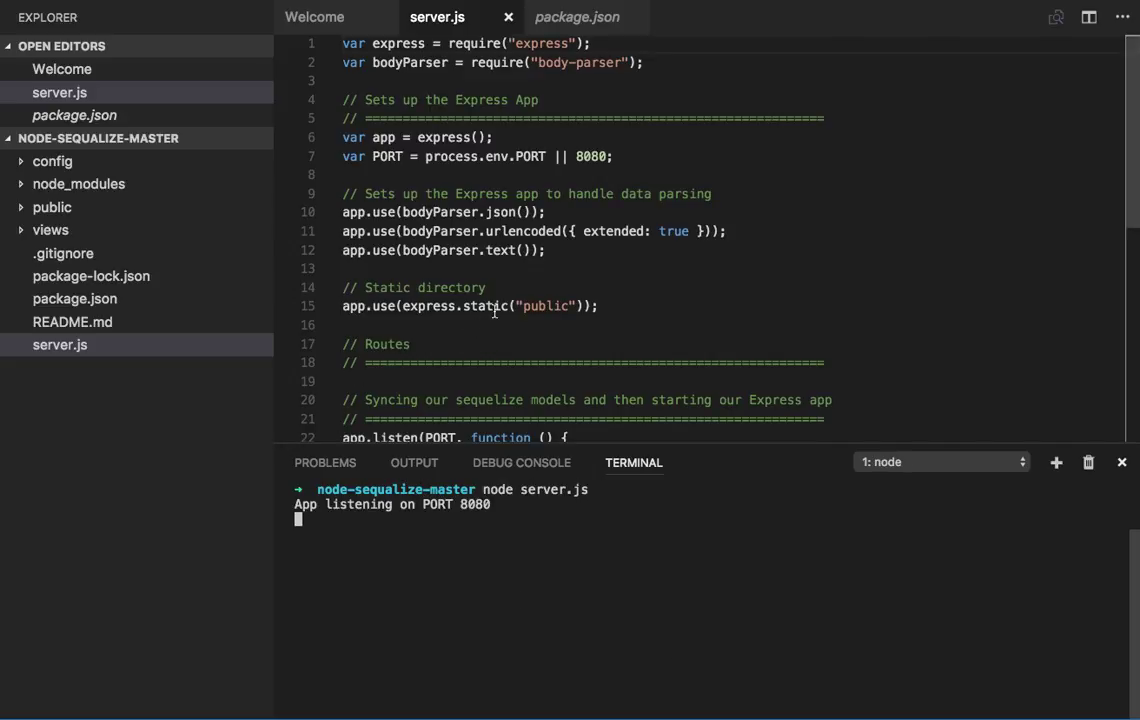 EXPLORER
Welcome
server.js
package.json
OPEN EDITORS
Welcome
server.js
package.json
NODE-SEQUALIZE-MASTER
config
node_modules
public
views
.gitignore
package-lock.json
package.json
README.md
server.js
1 var express = require("express");
2 var bodyParser = require("body-parser");
3
4 // Sets up the Express App
5 // =============================================================
6 var app = express();
7 var PORT = process.env.PORT || 8080;
8
9 // Sets up the Express app to handle data parsing
10 app.use(bodyParser.json());
11 app.use(bodyParser.urlencoded({ extended: true }));
12 app.use(bodyParser.text());
13
14 // Static directory
15 app.use(express.static("public"));
16
17 // Routes
18 // =============================================================
19
20 // Syncing our sequelize models and then starting our Express app
21 // =============================================================
22 app.listen(PORT, function () {
PROBLEMS OUTPUT DEBUG CONSOLE TERMINAL 1: node
➜ node-sequalize-master node server.js
App listening on PORT 8080